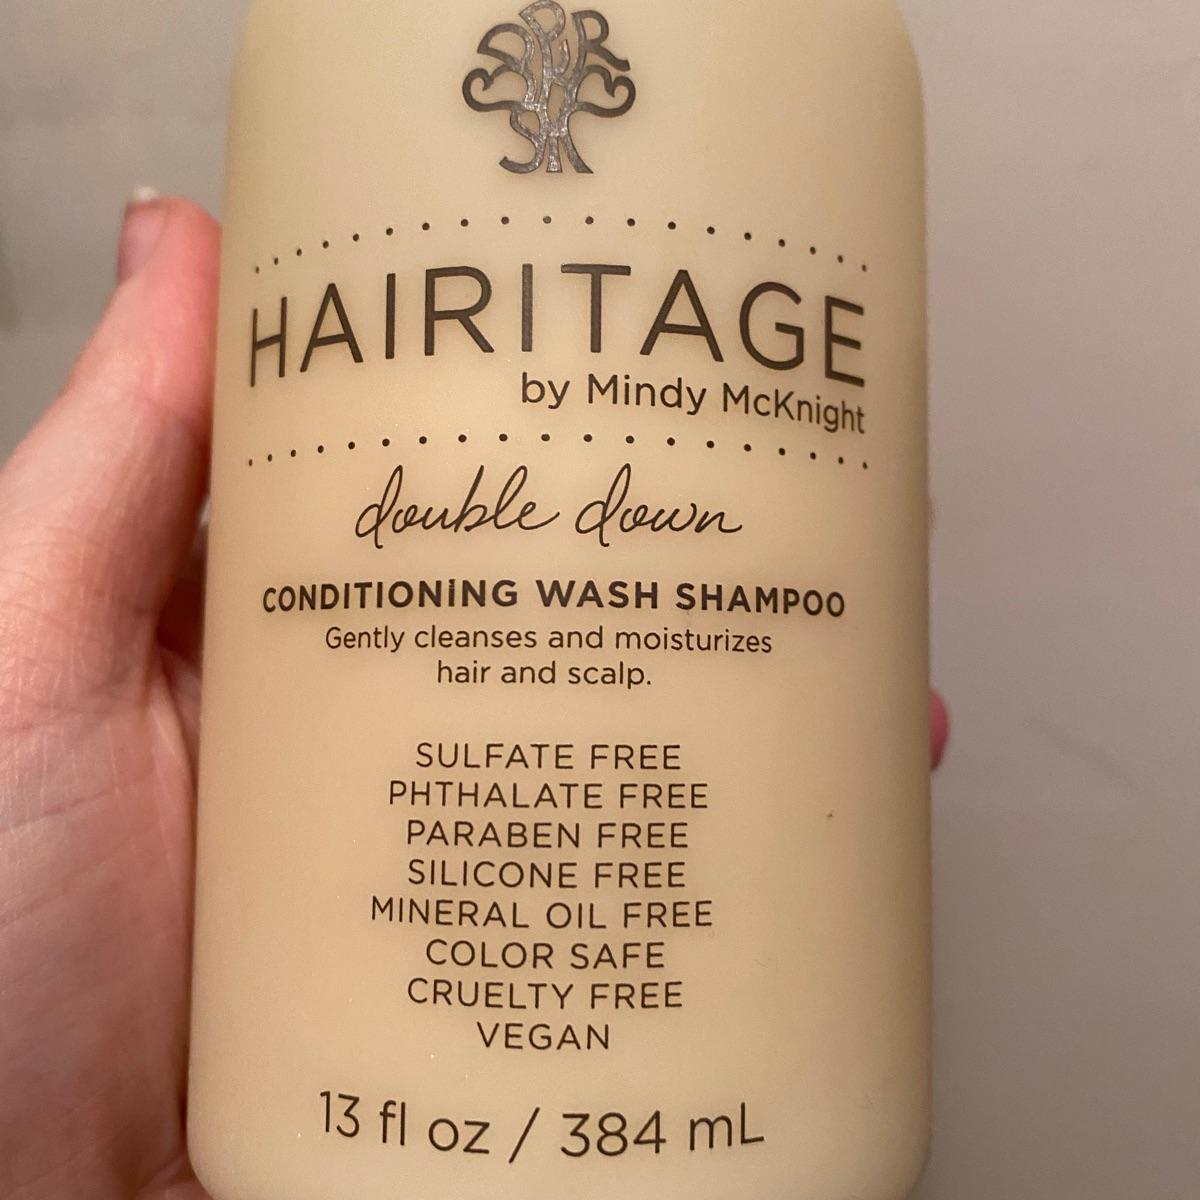 HAIRITAGE
by Mindy McKnight
double down
CONDITIONING WASH SHAMPOO
Gently cleanses and moisturizes
hair and scalp.
SULFATE FREE
PHTHALATE FREE
PARABEN FREE
SILICONE FREE
MINERAL OIL FREE
COLOR SAFE
CRUELTY FREE
VEGAN
13 fl oz / 384 mL